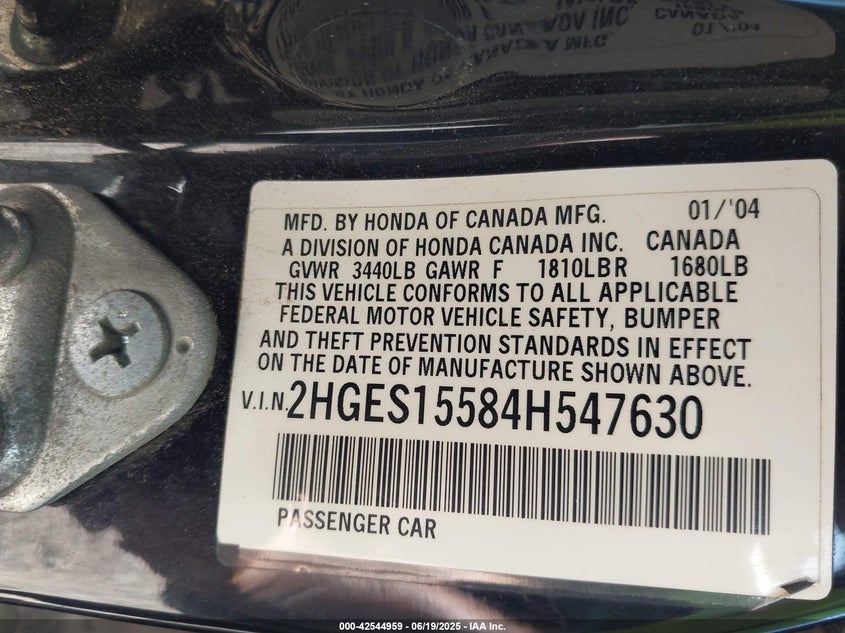 MFD. BY HONDA OF CANADA MFG. 01/'04
A DIVISION OF HONDA CANADA INC. CANADA
GVWR 3440LB GAWR F 1810LB R 1680LB
THIS VEHICLE CONFORMS TO ALL APPLICABLE
FEDERAL MOTOR VEHICLE SAFETY, BUMPER
AND THEFT PREVENTION STANDARDS IN EFFECT
ON THE DATE OF MANUFACTURE SHOWN ABOVE.
V.I.N. 2HGES15584H547630
PASSENGER CAR
000-42544959 | 06/19/2025 - IAA Inc.